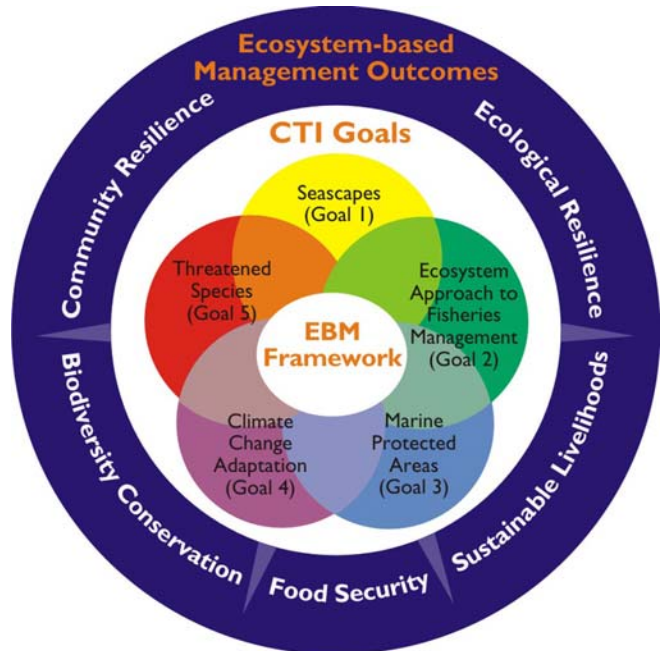 Ecosystem-based
Management Outcomes
Community Resilience
Ecological Resilience
CTI Goals
Seascapes
(Goal 1)
Threatened
Species
(Goal 5)
Ecosystem
Approach to
Fisheries
Management
(Goal 2)
EBM
Framework
Climate
Change
Adaptation
(Goal 4)
Marine
Protected
Areas
(Goal 3)
Biodiversity Conservation
Food Security
Sustainable Livelihoods